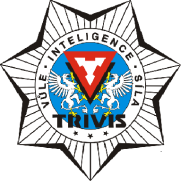 VŮLE · INTELIGENCE · SÍLA
TRIVIS